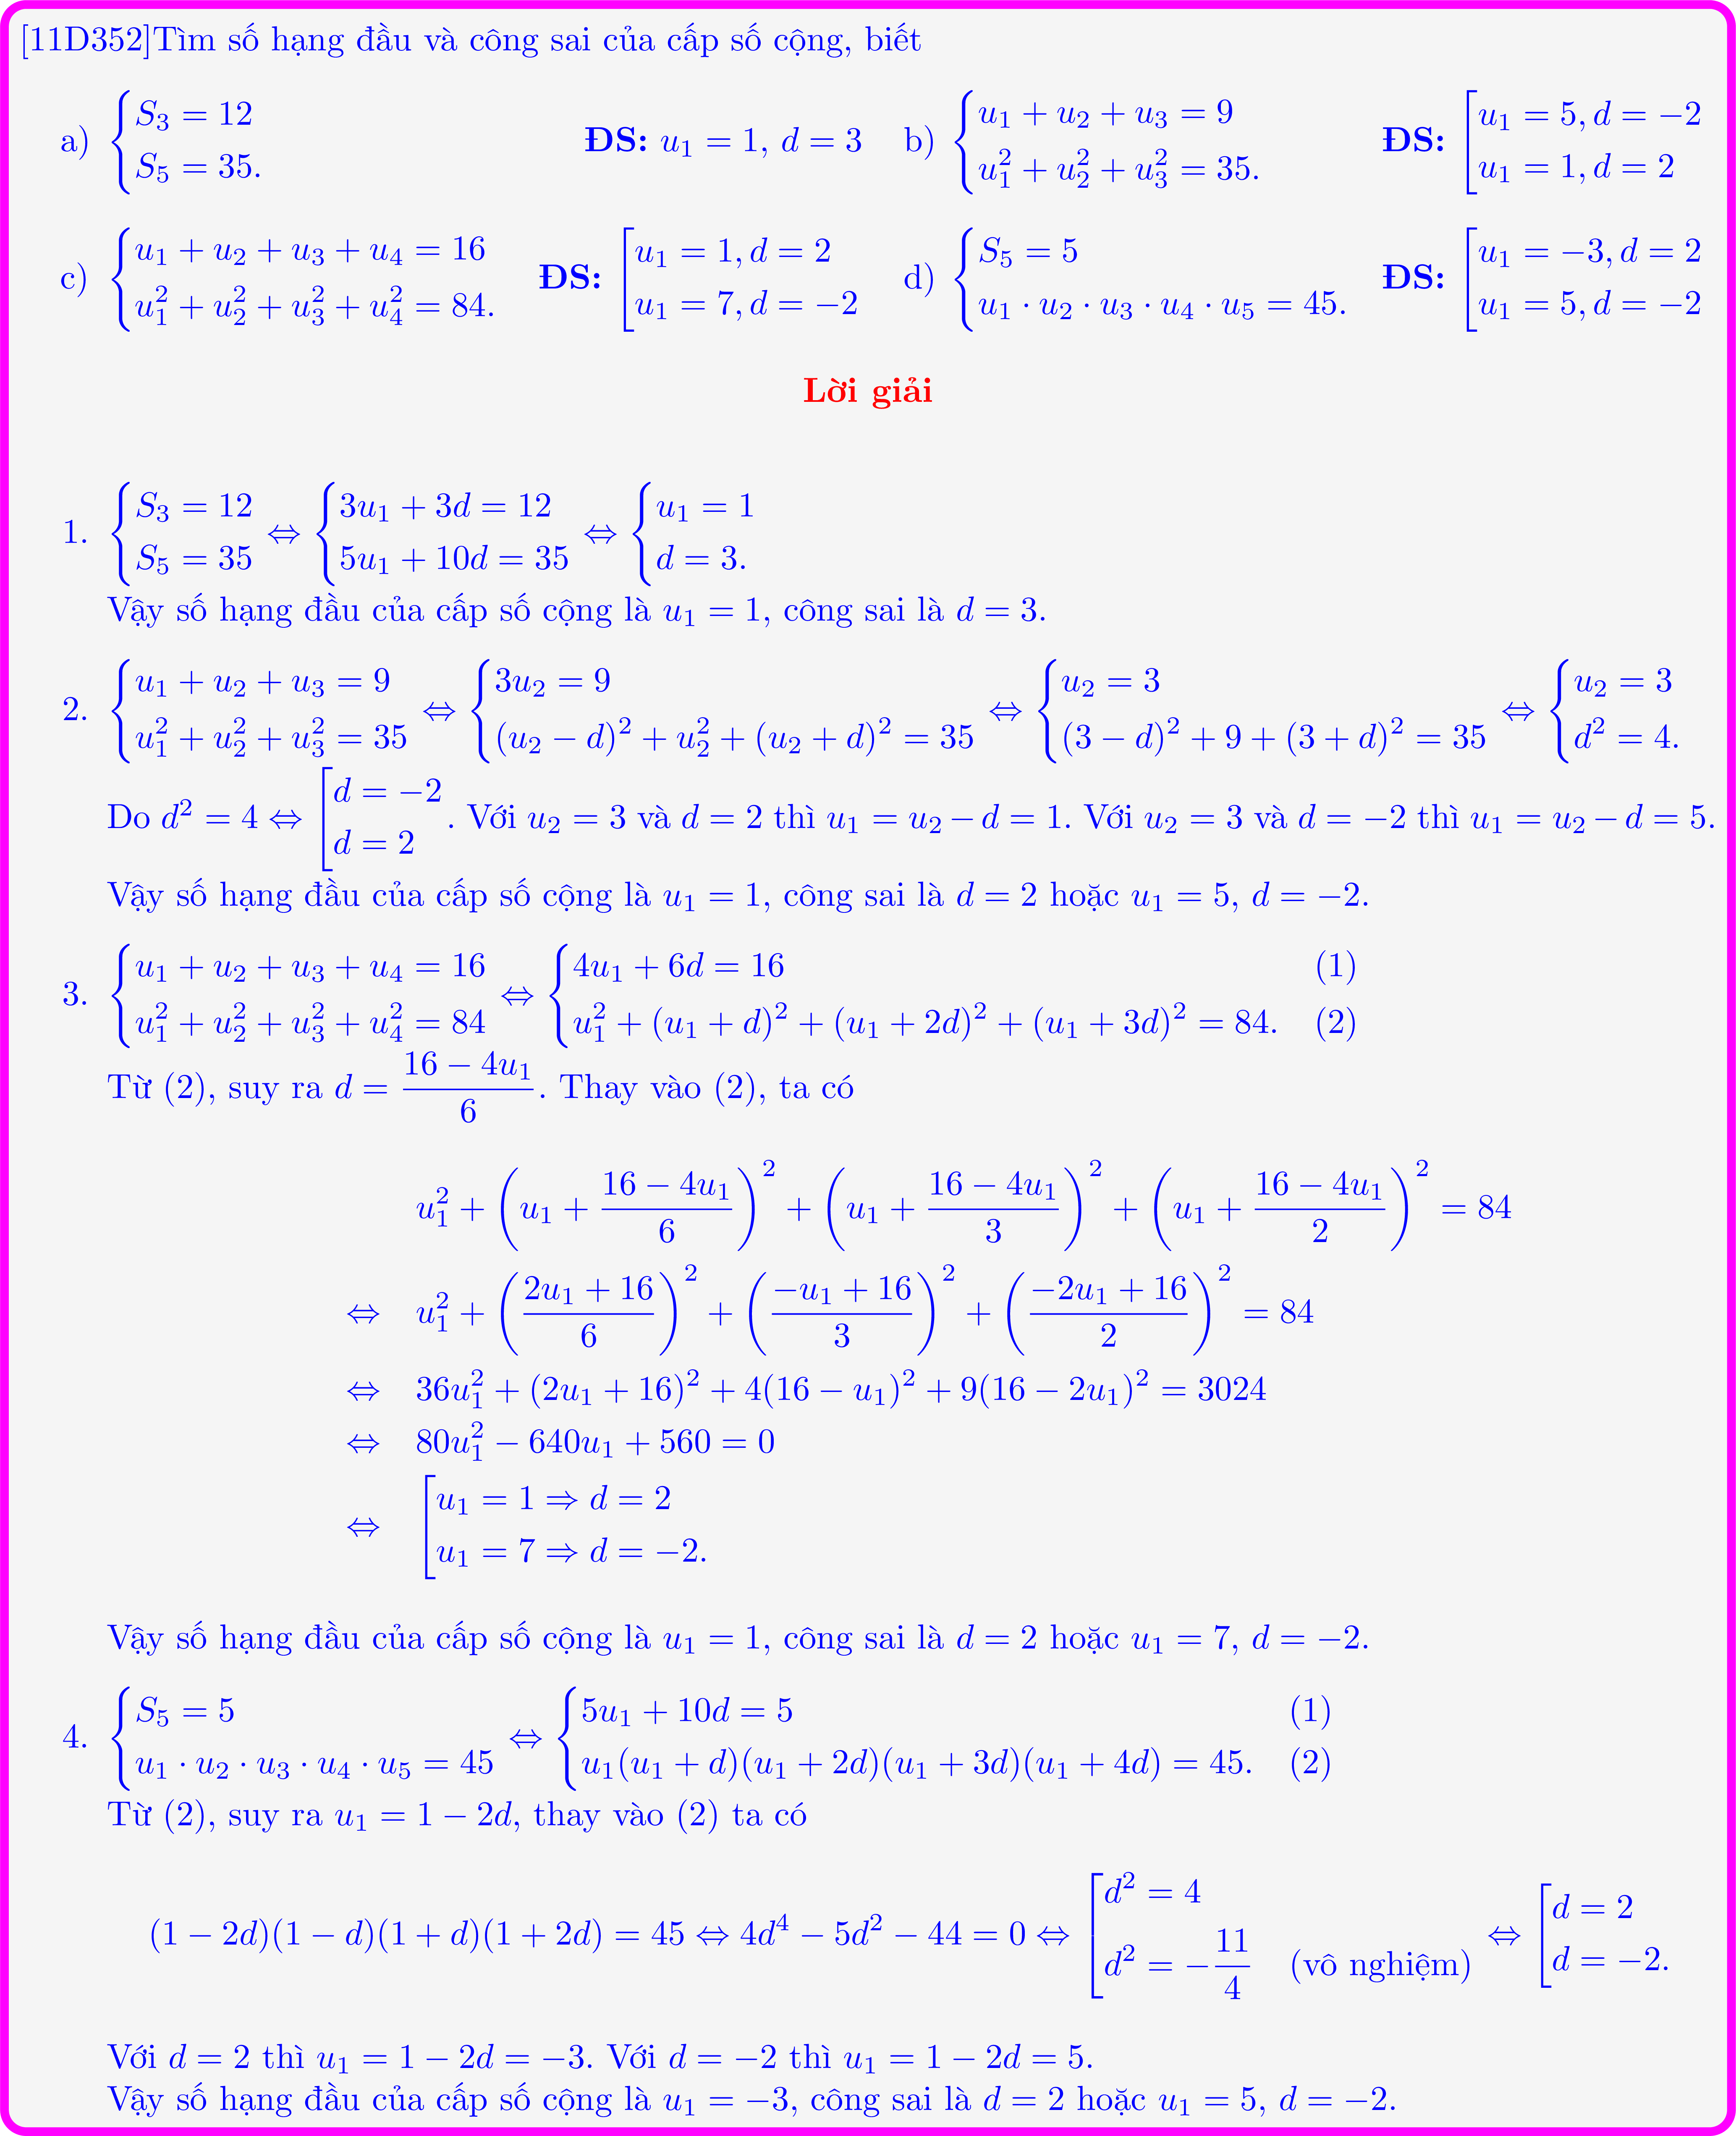 [11D352]Tìm số hạng đầu và công sai của cấp số cộng, biết
a) $\begin{cases} S_3 = 12 \\ S_5 = 35. \end{cases}$ ĐS: $u_1 = 1, d = 3$ b) $\begin{cases} u_1 + u_2 + u_3 = 9 \\ u_1^2 + u_2^2 + u_3^2 = 35. \end{cases}$ ĐS: $\left[\begin{array}{l} u_1 = 5, d = -2 \\ u_1 = 1, d = 2 \end{array}\right.$
c) $\begin{cases} u_1 + u_2 + u_3 + u_4 = 16 \\ u_1^2 + u_2^2 + u_3^2 + u_4^2 = 84. \end{cases}$ ĐS: $\left[\begin{array}{l} u_1 = 1, d = 2 \\ u_1 = 7, d = -2 \end{array}\right.$ d) $\begin{cases} S_5 = 5 \\ u_1 \cdot u_2 \cdot u_3 \cdot u_4 \cdot u_5 = 45. \end{cases}$ ĐS: $\left[\begin{array}{l} u_1 = -3, d = 2 \\ u_1 = 5, d = -2 \end{array}\right.$
Lời giải
1. $\begin{cases} S_3 = 12 \\ S_5 = 35 \end{cases} \Leftrightarrow \begin{cases} 3u_1 + 3d = 12 \\ 5u_1 + 10d = 35 \end{cases} \Leftrightarrow \begin{cases} u_1 = 1 \\ d = 3. \end{cases}$
Vậy số hạng đầu của cấp số cộng là $u_1 = 1$, công sai là $d = 3$.
2. $\begin{cases} u_1 + u_2 + u_3 = 9 \\ u_1^2 + u_2^2 + u_3^2 = 35 \end{cases} \Leftrightarrow \begin{cases} 3u_2 = 9 \\ (u_2 - d)^2 + u_2^2 + (u_2 + d)^2 = 35 \end{cases} \Leftrightarrow \begin{cases} u_2 = 3 \\ (3 - d)^2 + 9 + (3 + d)^2 = 35 \end{cases} \Leftrightarrow \begin{cases} u_2 = 3 \\ d^2 = 4. \end{cases}$
Do $d^2 = 4 \Leftrightarrow \left[\begin{array}{l} d = -2 \\ d = 2 \end{array}\right.$. Với $u_2 = 3$ và $d = 2$ thì $u_1 = u_2 - d = 1$. Với $u_2 = 3$ và $d = -2$ thì $u_1 = u_2 - d = 5$.
Vậy số hạng đầu của cấp số cộng là $u_1 = 1$, công sai là $d = 2$ hoặc $u_1 = 5$, $d = -2$.
3. $\begin{cases} u_1 + u_2 + u_3 + u_4 = 16 \\ u_1^2 + u_2^2 + u_3^2 + u_4^2 = 84 \end{cases} \Leftrightarrow \begin{cases} 4u_1 + 6d = 16 & (1) \\ u_1^2 + (u_1 + d)^2 + (u_1 + 2d)^2 + (u_1 + 3d)^2 = 84. & (2) \end{cases}$
Từ (2), suy ra $d = \dfrac{16 - 4u_1}{6}$. Thay vào (2), ta có
$u_1^2 + \left(u_1 + \dfrac{16 - 4u_1}{6}\right)^2 + \left(u_1 + \dfrac{16 - 4u_1}{3}\right)^2 + \left(u_1 + \dfrac{16 - 4u_1}{2}\right)^2 = 84$
$\Leftrightarrow u_1^2 + \left(\dfrac{2u_1 + 16}{6}\right)^2 + \left(\dfrac{-u_1 + 16}{3}\right)^2 + \left(\dfrac{-2u_1 + 16}{2}\right)^2 = 84$
$\Leftrightarrow 36u_1^2 + (2u_1 + 16)^2 + 4(16 - u_1)^2 + 9(16 - 2u_1)^2 = 3024$
$\Leftrightarrow 80u_1^2 - 640u_1 + 560 = 0$
$\Leftrightarrow \left[\begin{array}{l} u_1 = 1 \Rightarrow d = 2 \\ u_1 = 7 \Rightarrow d = -2. \end{array}\right.$
Vậy số hạng đầu của cấp số cộng là $u_1 = 1$, công sai là $d = 2$ hoặc $u_1 = 7$, $d = -2$.
4. $\begin{cases} S_5 = 5 \\ u_1 \cdot u_2 \cdot u_3 \cdot u_4 \cdot u_5 = 45 \end{cases} \Leftrightarrow \begin{cases} 5u_1 + 10d = 5 & (1) \\ u_1(u_1 + d)(u_1 + 2d)(u_1 + 3d)(u_1 + 4d) = 45. & (2) \end{cases}$
Từ (2), suy ra $u_1 = 1 - 2d$, thay vào (2) ta có
$(1 - 2d)(1 - d)(1 + d)(1 + 2d) = 45 \Leftrightarrow 4d^4 - 5d^2 - 44 = 0 \Leftrightarrow \left[\begin{array}{l} d^2 = 4 \\ d^2 = -\dfrac{11}{4} \quad \text{(vô nghiệm)} \end{array}\right. \Leftrightarrow \left[\begin{array}{l} d = 2 \\ d = -2. \end{array}\right.$
Với $d = 2$ thì $u_1 = 1 - 2d = -3$. Với $d = -2$ thì $u_1 = 1 - 2d = 5$.
Vậy số hạng đầu của cấp số cộng là $u_1 = -3$, công sai là $d = 2$ hoặc $u_1 = 5$, $d = -2$.